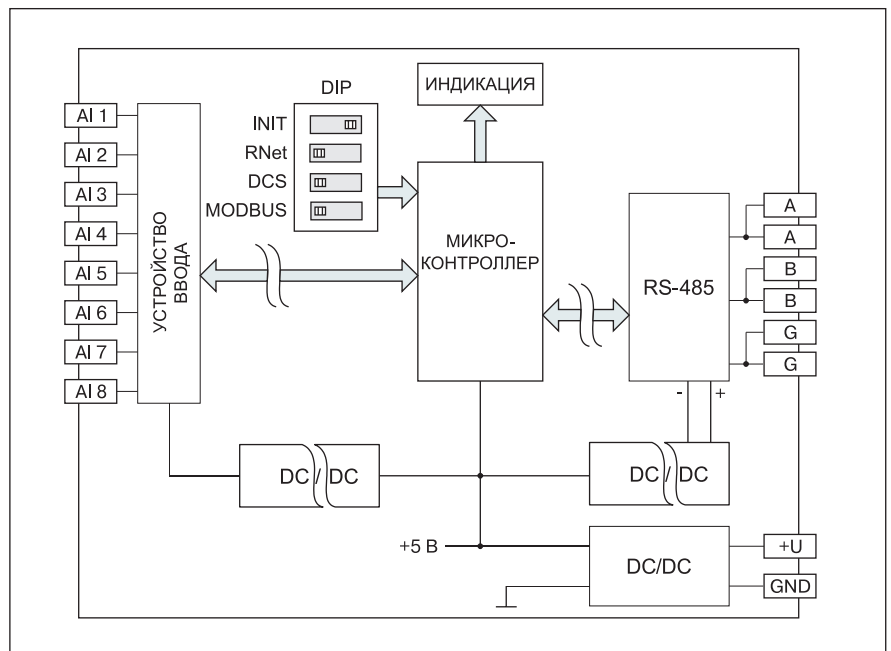 DIP
ИНДИКАЦИЯ
AI 1
AI 2
AI 3
AI 4
AI 5
AI 6
AI 7
AI 8
УСТРОЙСТВО
ВВОДА
INIT
RNet
DCS
MODBUS
МИКРО-
КОНТРОЛЛЕР
RS-485
A
A
B
B
G
G
- +
DC / DC
DC / DC
+5 В
DC/DC
+U
GND